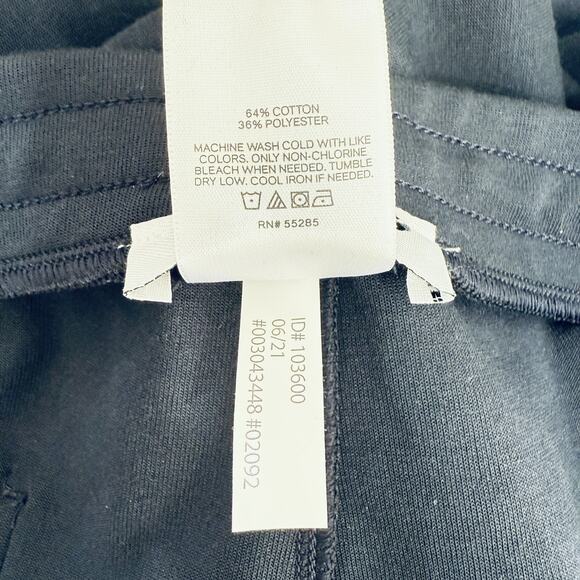 64% COTTON
36% POLYESTER
MACHINE WASH COLD WITH LIKE
COLORS. ONLY NON-CHLORINE
BLEACH WHEN NEEDED. TUMBLE
DRY LOW. COOL IRON IF NEEDED.
RN# 55285
ID# 103600
06/21
#003043448 #02092